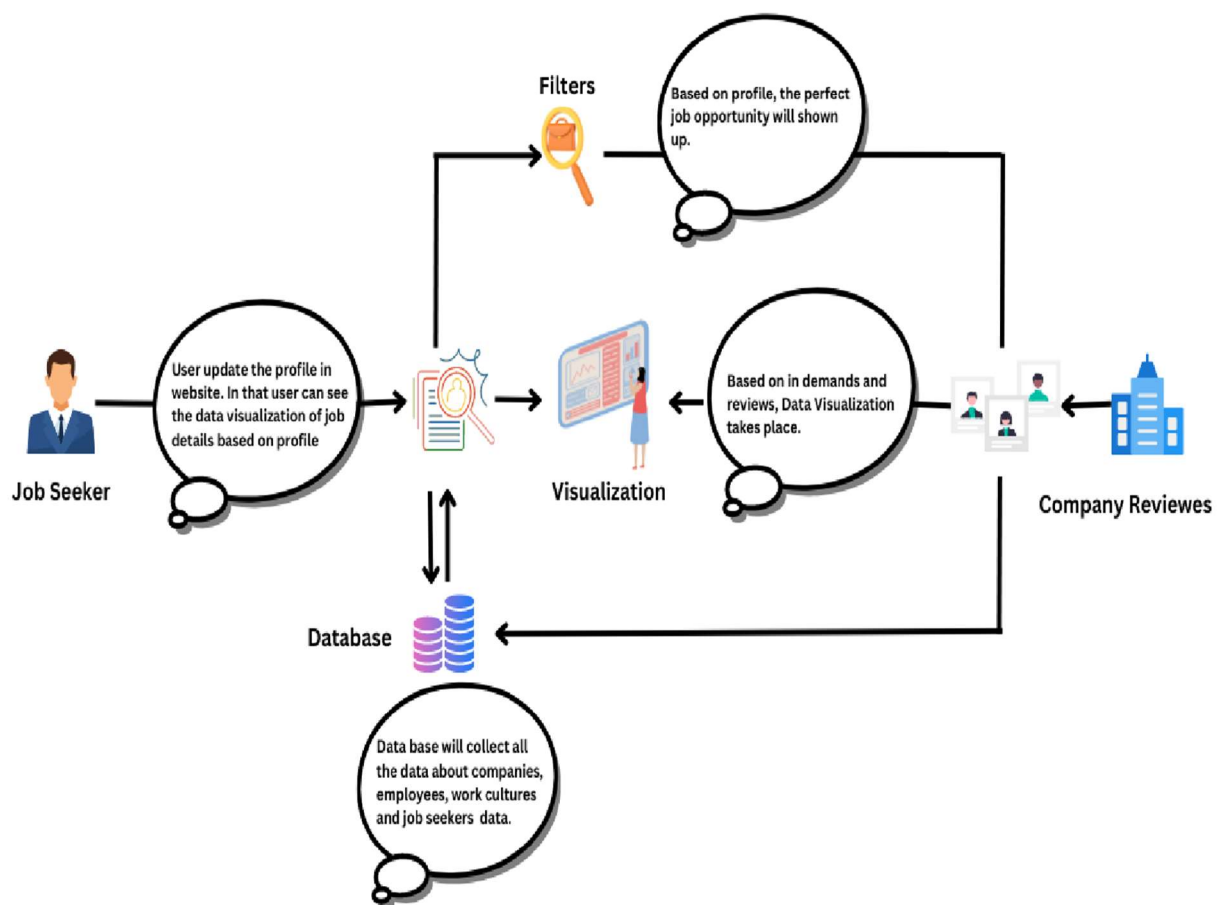 Filters
Based on profile, the perfect
job opportunity will shown
up.
User update the profile in
website. In that user can see
the data visualization of job
details based on profile
Based on in demands and
reviews, Data Visualization
takes place.
Job Seeker
Visualization
Company Reviewes
Database
Data base will collect all
the data about companies,
employees, work cultures
and job seekers data.